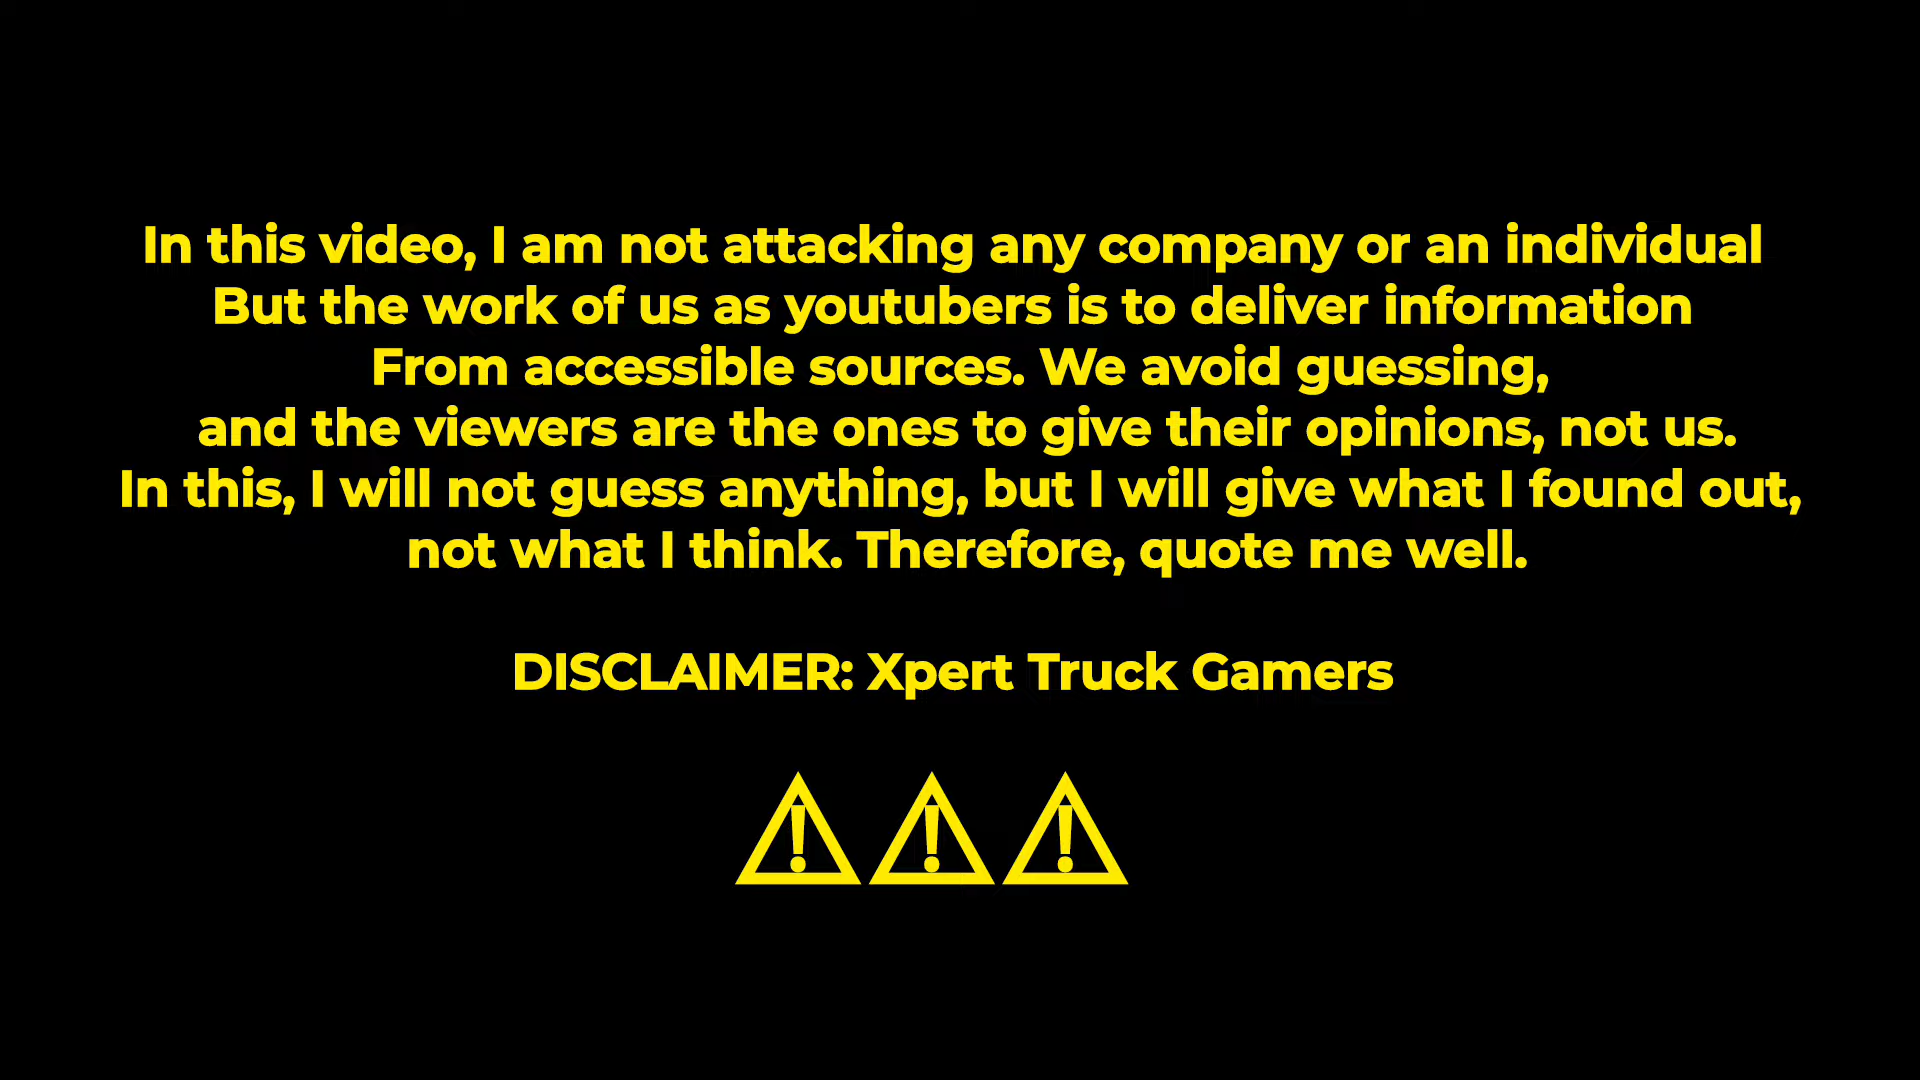 In this video, I am not attacking any company or an individual
But the work of us as youtubers is to deliver information
From accessible sources. We avoid guessing,
and the viewers are the ones to give their opinions, not us.
In this, I will not guess anything, but I will give what I found out,
not what I think. Therefore, quote me well.
DISCLAIMER: Xpert Truck Gamers